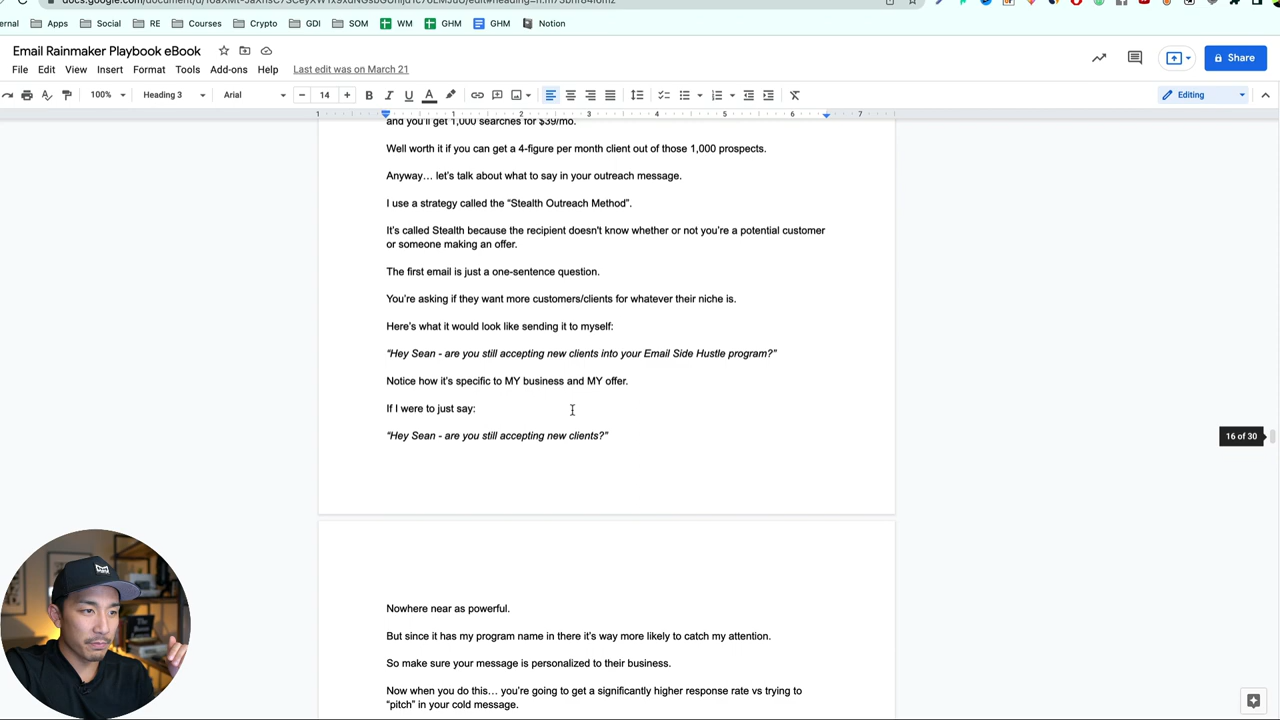 ernal Apps Social RE Courses Crypto GDI SOM WM GHM GHM Notion
Email Rainmaker Playbook eBook
File Edit View Insert Format Tools Add-ons Help Last edit was on March 21
Share
100% Heading 3 Arial 14 B I U A Editing
1 1 2 3 4 5 6 7
and you'll get 1,000 searches for $39/mo.
Well worth it if you can get a 4-figure per month client out of those 1,000 prospects.
Anyway… let's talk about what to say in your outreach message.
I use a strategy called the “Stealth Outreach Method”.
It's called Stealth because the recipient doesn't know whether or not you're a potential customer
or someone making an offer.
The first email is just a one-sentence question.
You're asking if they want more customers/clients for whatever their niche is.
Here's what it would look like sending it to myself:
“Hey Sean - are you still accepting new clients into your Email Side Hustle program?”
Notice how it's specific to MY business and MY offer.
If I were to just say:
“Hey Sean - are you still accepting new clients?”
16 of 30
Nowhere near as powerful.
But since it has my program name in there it's way more likely to catch my attention.
So make sure your message is personalized to their business.
Now when you do this… you're going to get a significantly higher response rate vs trying to
“pitch” in your cold message.